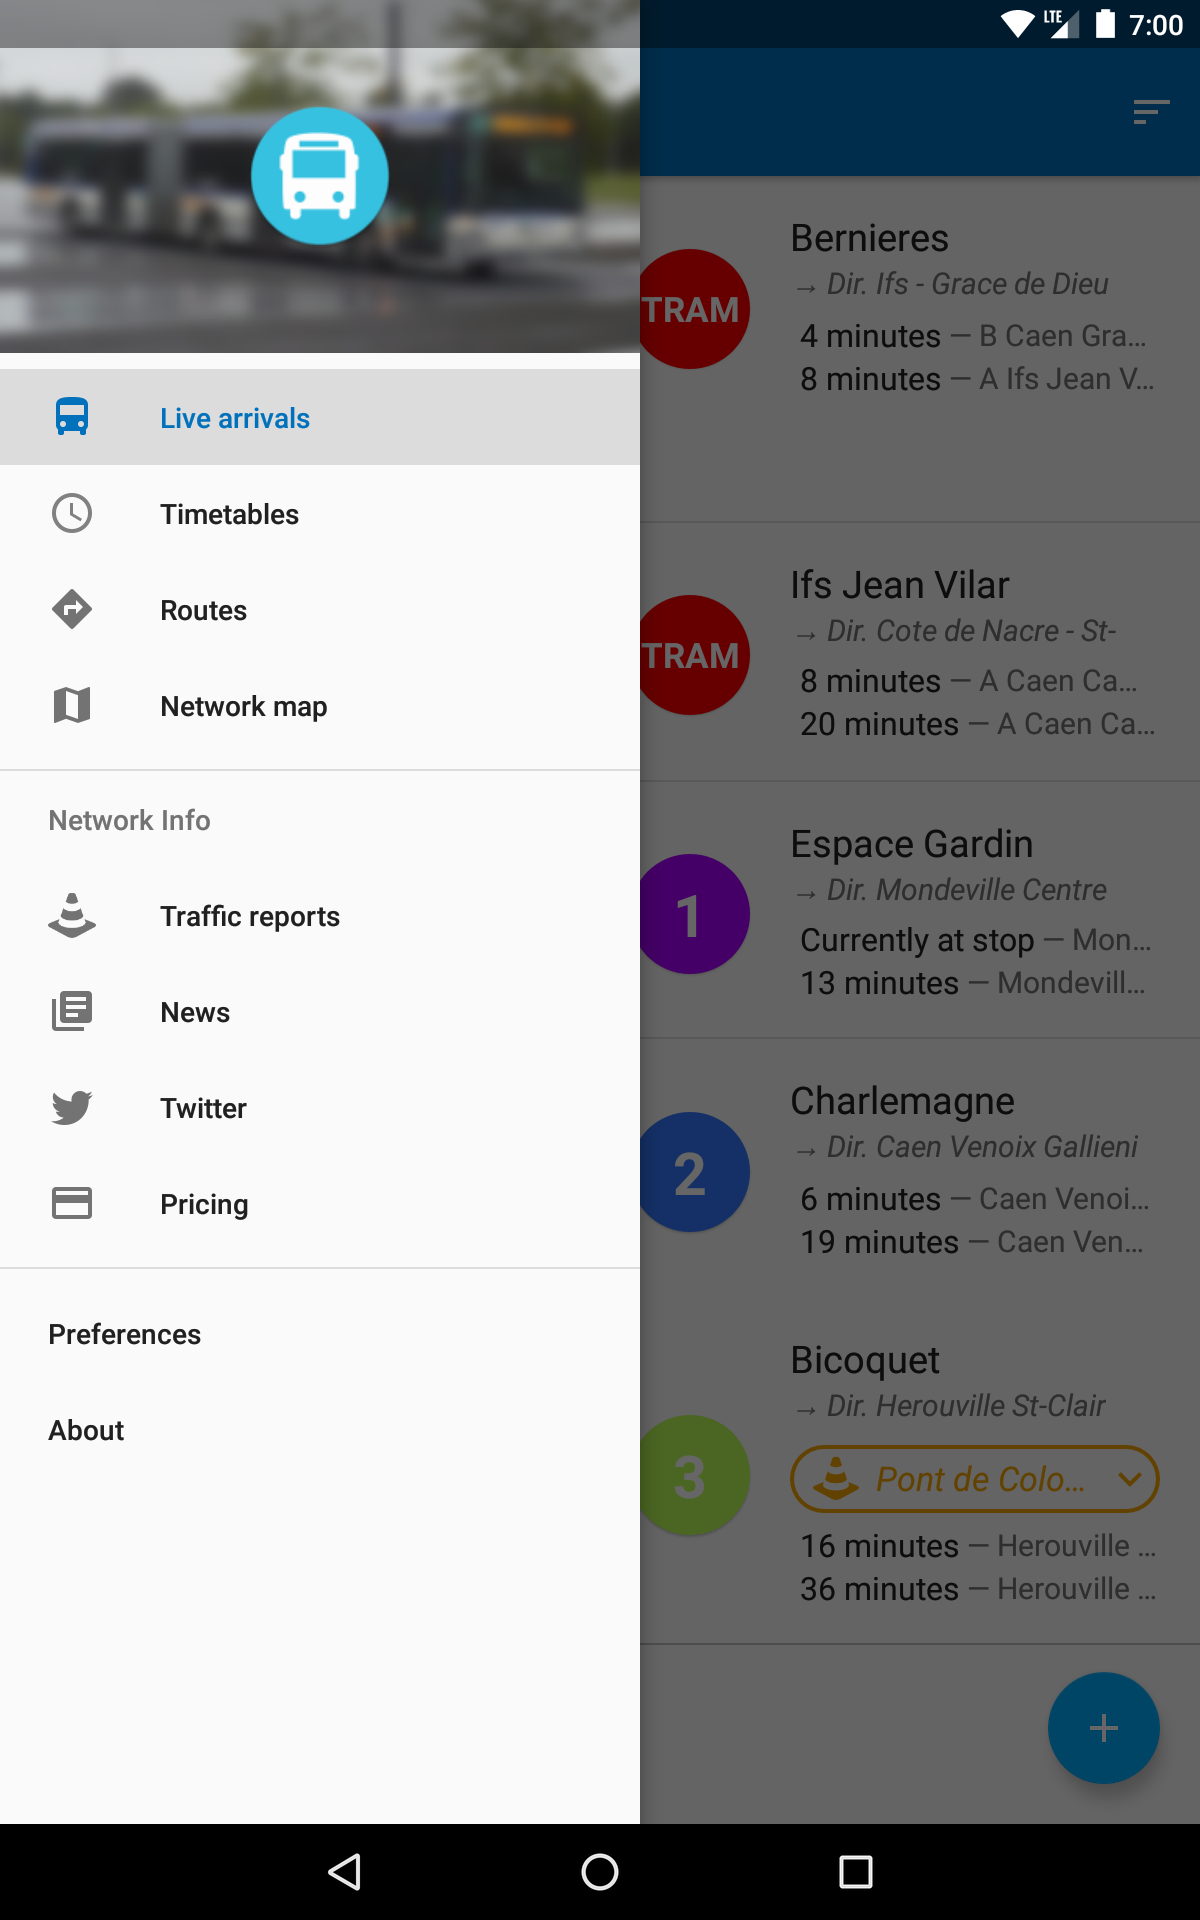 LTE 7:00
Live arrivals
Timetables
Routes
Network map
Network Info
Traffic reports
News
Twitter
Pricing
Preferences
About
TRAM
Bernieres
→ Dir. Ifs - Grace de Dieu
4 minutes — B Caen Gra...
8 minutes — A Ifs Jean V...
TRAM
Ifs Jean Vilar
→ Dir. Cote de Nacre - St-
8 minutes — A Caen Ca...
20 minutes — A Caen Ca...
1
Espace Gardin
→ Dir. Mondeville Centre
Currently at stop — Mon...
13 minutes — Mondevill...
2
Charlemagne
→ Dir. Caen Venoix Gallieni
6 minutes — Caen Venoi...
19 minutes — Caen Ven...
3
Bicoquet
→ Dir. Herouville St-Clair
Pont de Colo...
16 minutes — Herouville ...
36 minutes — Herouville ...